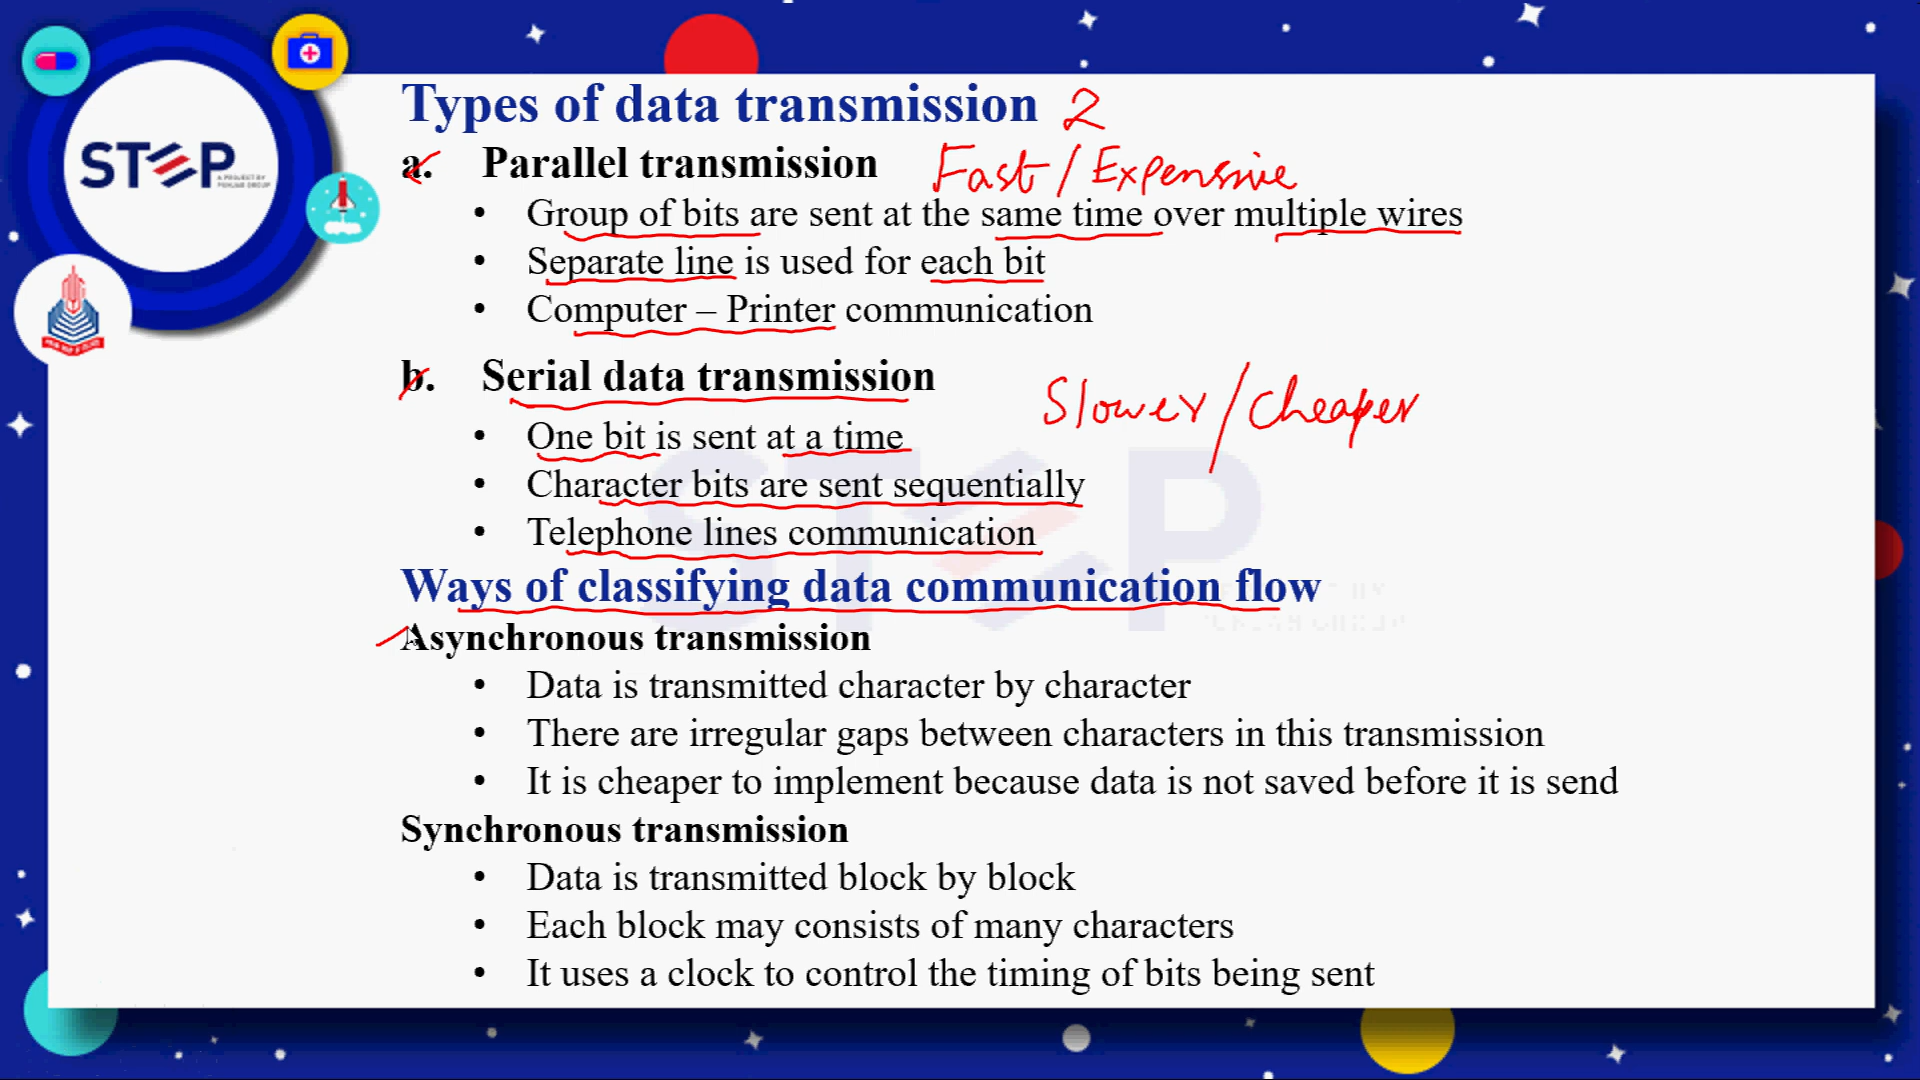 Types of data transmission 2
STEP
A PROJECT BY
PUNJAB GROUP
a. Parallel transmission Fast / Expensive
• Group of bits are sent at the same time over multiple wires
• Separate line is used for each bit
• Computer – Printer communication
b. Serial data transmission Slower / Cheaper
• One bit is sent at a time
• Character bits are sent sequentially
• Telephone lines communication
Ways of classifying data communication flow
Asynchronous transmission
• Data is transmitted character by character
• There are irregular gaps between characters in this transmission
• It is cheaper to implement because data is not saved before it is send
Synchronous transmission
• Data is transmitted block by block
• Each block may consists of many characters
• It uses a clock to control the timing of bits being sent